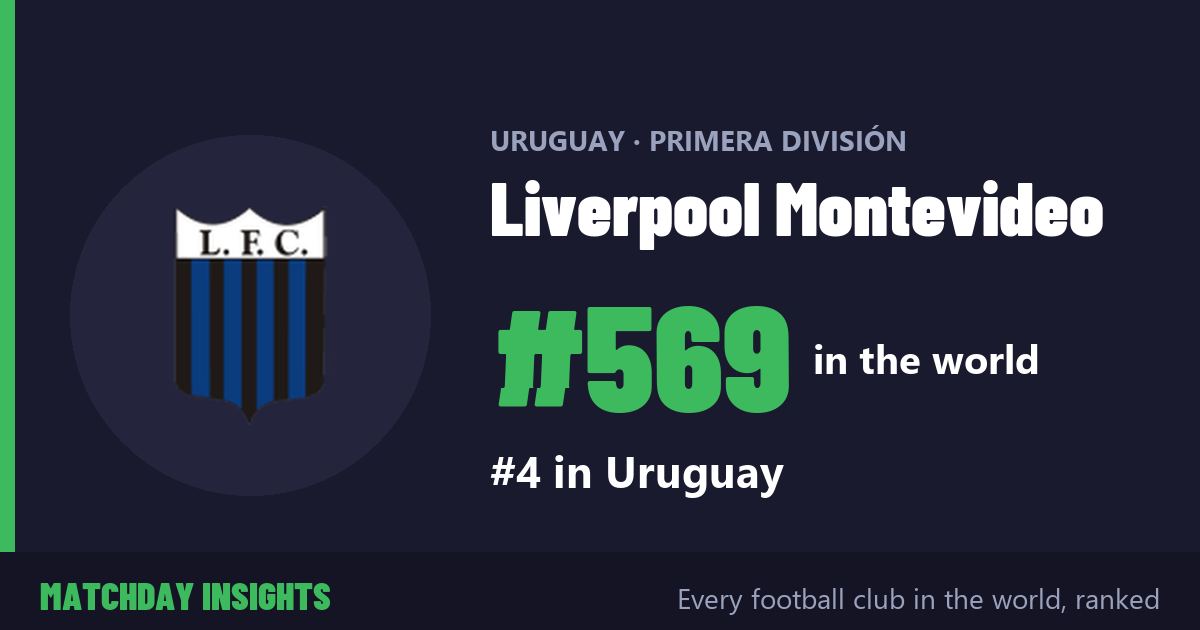 URUGUAY · PRIMERA DIVISIÓN
Liverpool Montevideo
L. F. C.
#569 in the world
#4 in Uruguay
MATCHDAY INSIGHTS
Every football club in the world, ranked